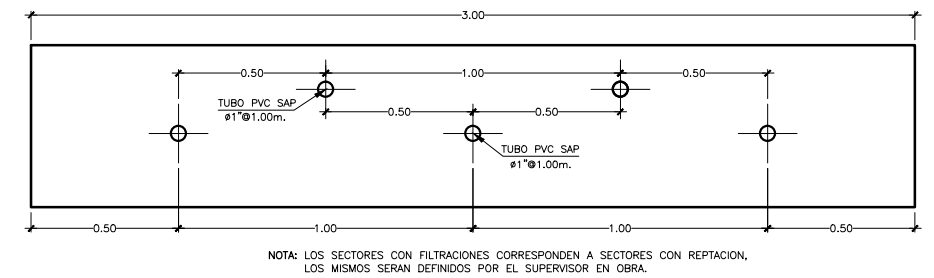 3.00
0.50
1.00
0.50
TUBO PVC SAP
ø1"@1.00m.
0.50
0.50
TUBO PVC SAP
ø1"@1.00m.
0.50
1.00
1.00
0.50
NOTA: LOS SECTORES CON FILTRACIONES CORRESPONDEN A SECTORES CON REPTACION,
LOS MISMOS SERAN DEFINIDOS POR EL SUPERVISOR EN OBRA.